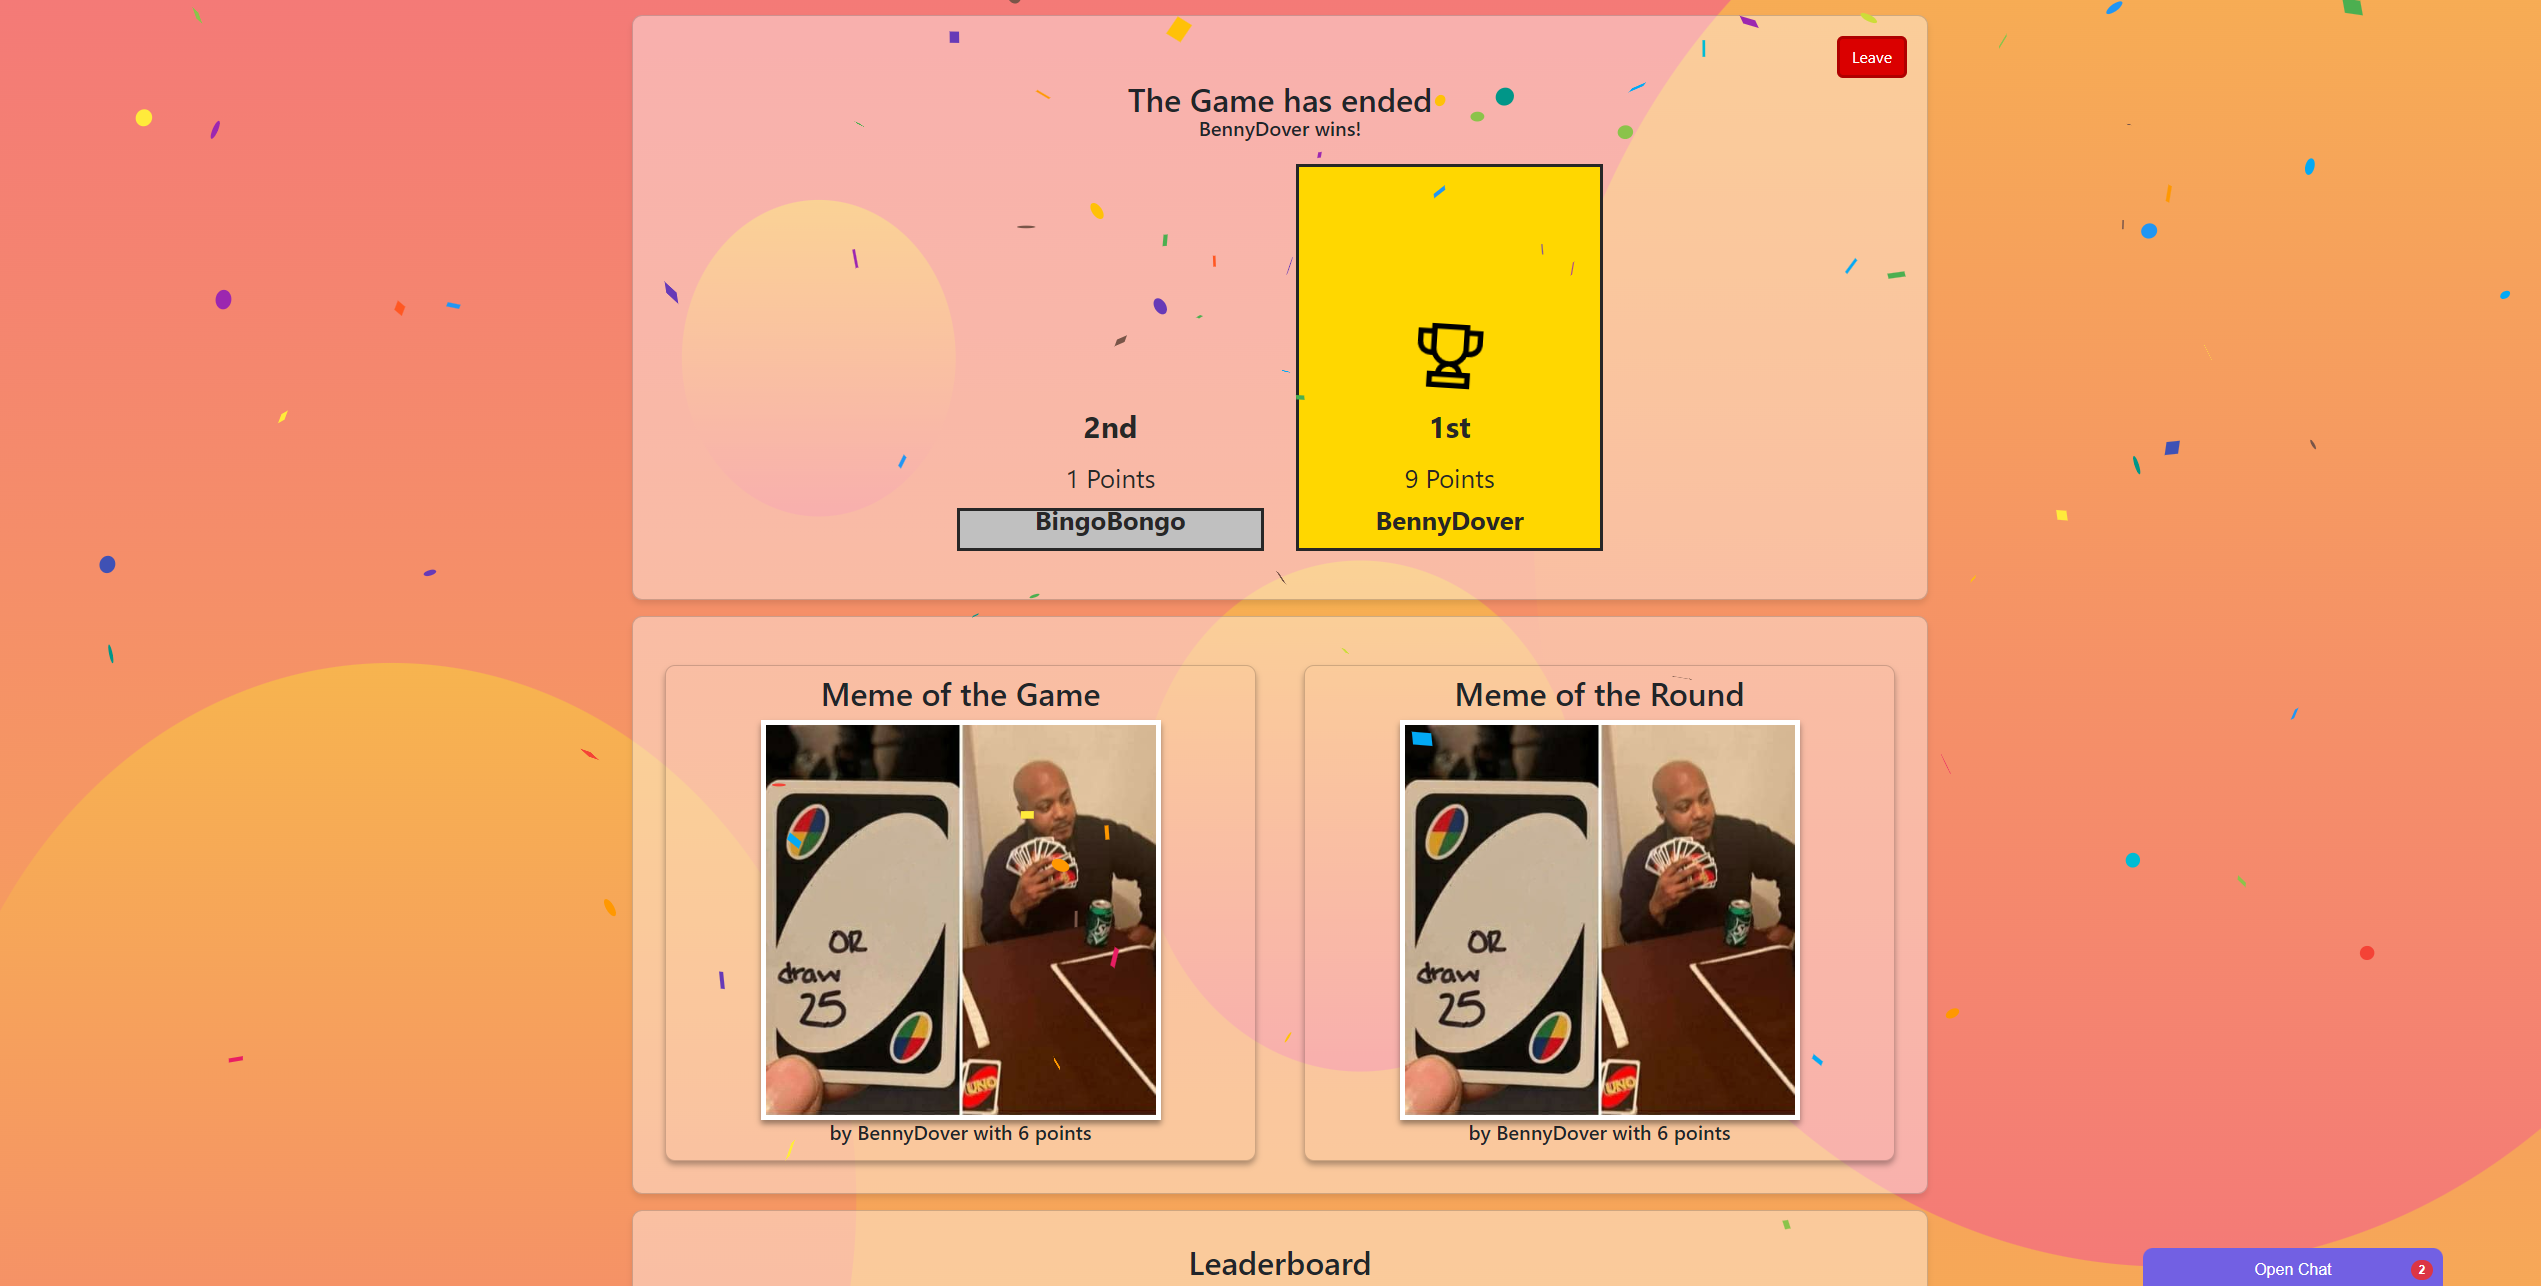 Leave
The Game has ended
BennyDover wins!
2nd
1 Points
BingoBongo
1st
9 Points
BennyDover
Meme of the Game
OR
draw
25
UNO
by BennyDover with 6 points
Meme of the Round
OR
draw
25
UNO
by BennyDover with 6 points
Leaderboard
Open Chat 2